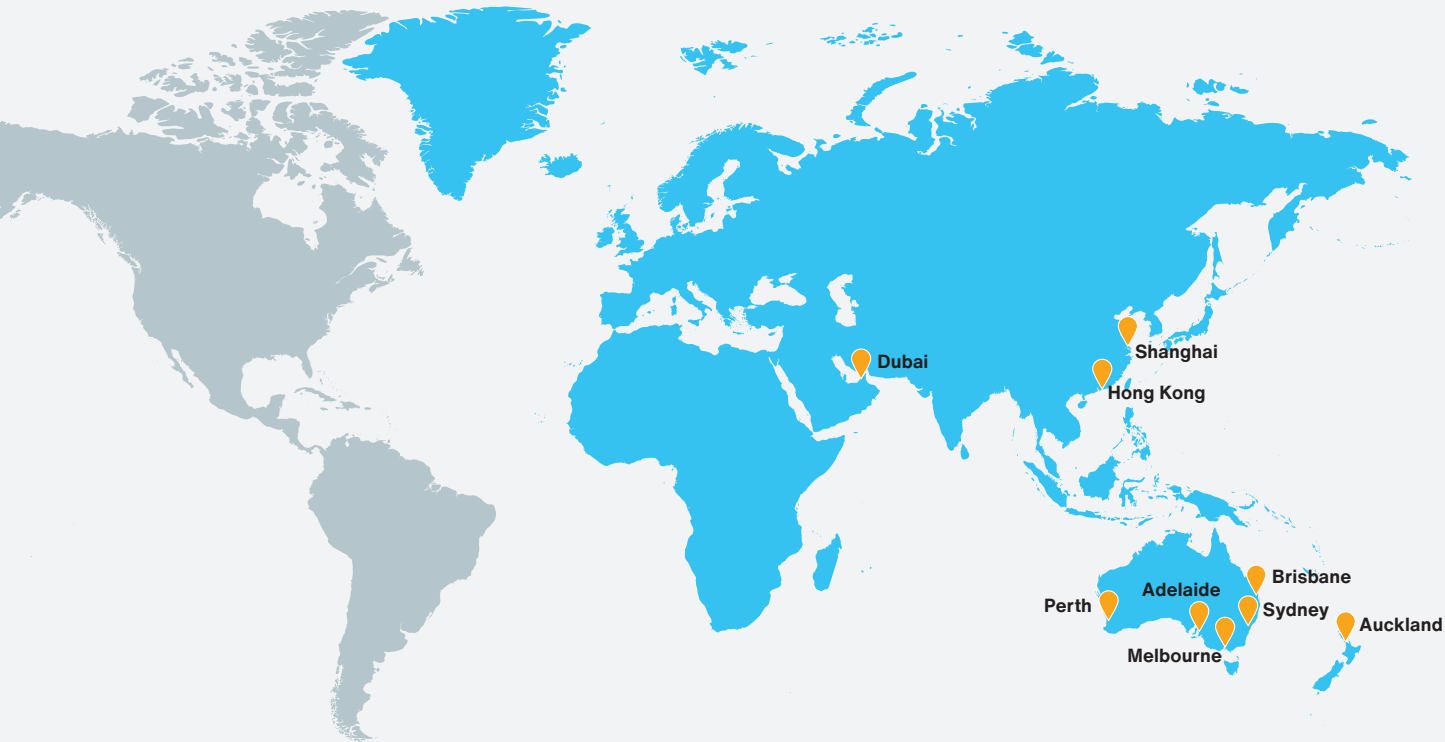 Shanghai
Dubai
Hong Kong
Brisbane
Adelaide
Perth
Sydney
Auckland
Melbourne